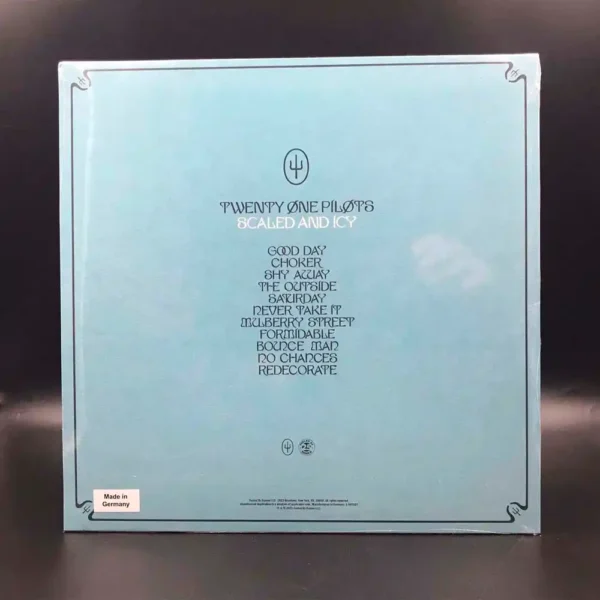 TWENTY ØNE PILØTS
SCALED AND ICY
GOOD DAY
CHOKER
SHY AWAY
THE OUTSIDE
SATURDAY
NEVER TAKE IT
MULBERRY STREET
FORMIDABLE
BOUNCE MAN
NO CHANCES
REDECORATE
Made in
Germany